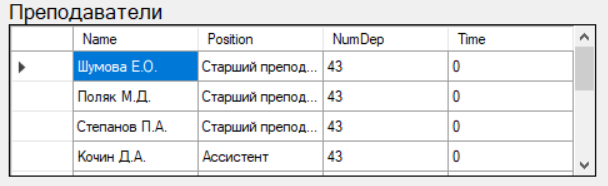 Преподаватели
Name Position NumDep Time
Шумова Е.О. Старший препод... 43 0
Поляк М.Д. Старший препод... 43 0
Степанов П.А. Старший препод... 43 0
Кочин Д.А. Ассистент 43 0